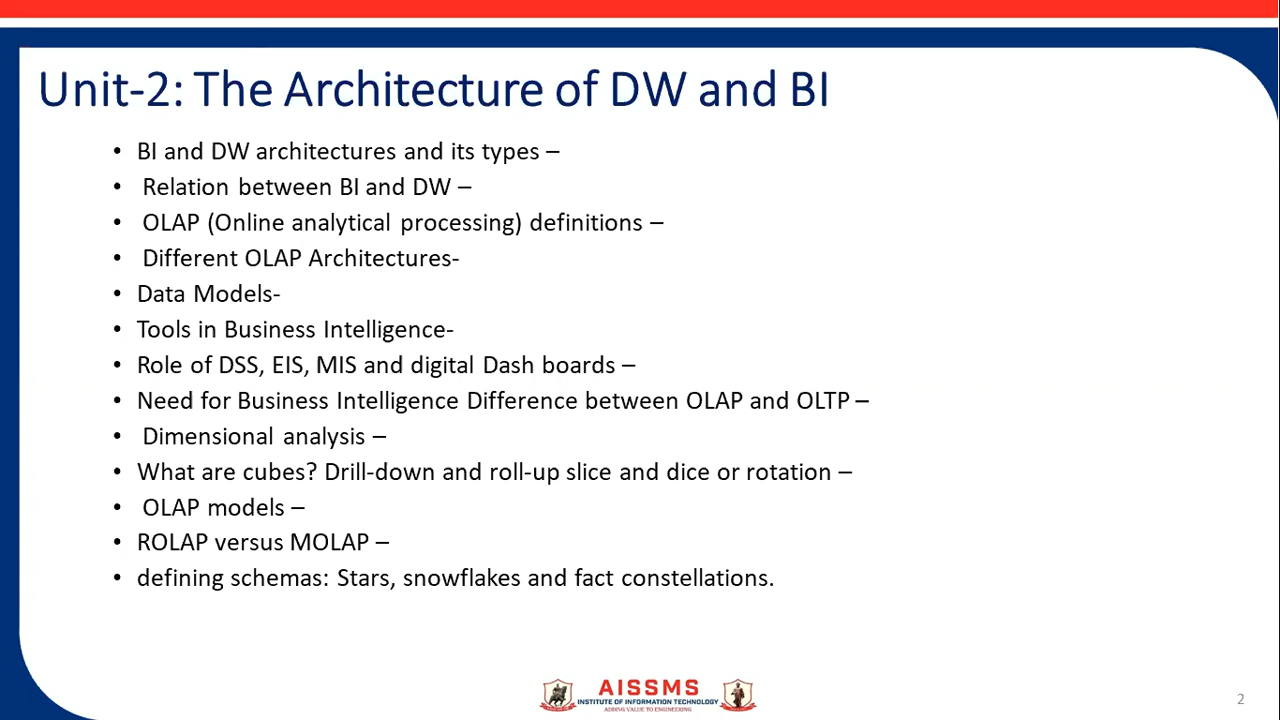 Unit-2: The Architecture of DW and BI
• BI and DW architectures and its types –
• Relation between BI and DW –
• OLAP (Online analytical processing) definitions –
• Different OLAP Architectures-
• Data Models-
• Tools in Business Intelligence-
• Role of DSS, EIS, MIS and digital Dash boards –
• Need for Business Intelligence Difference between OLAP and OLTP –
• Dimensional analysis –
• What are cubes? Drill-down and roll-up slice and dice or rotation –
• OLAP models –
• ROLAP versus MOLAP –
• defining schemas: Stars, snowflakes and fact constellations.
AISSMS
INSTITUTE OF INFORMATION TECHNOLOGY
ADDING VALUE TO ENGINEERING
2